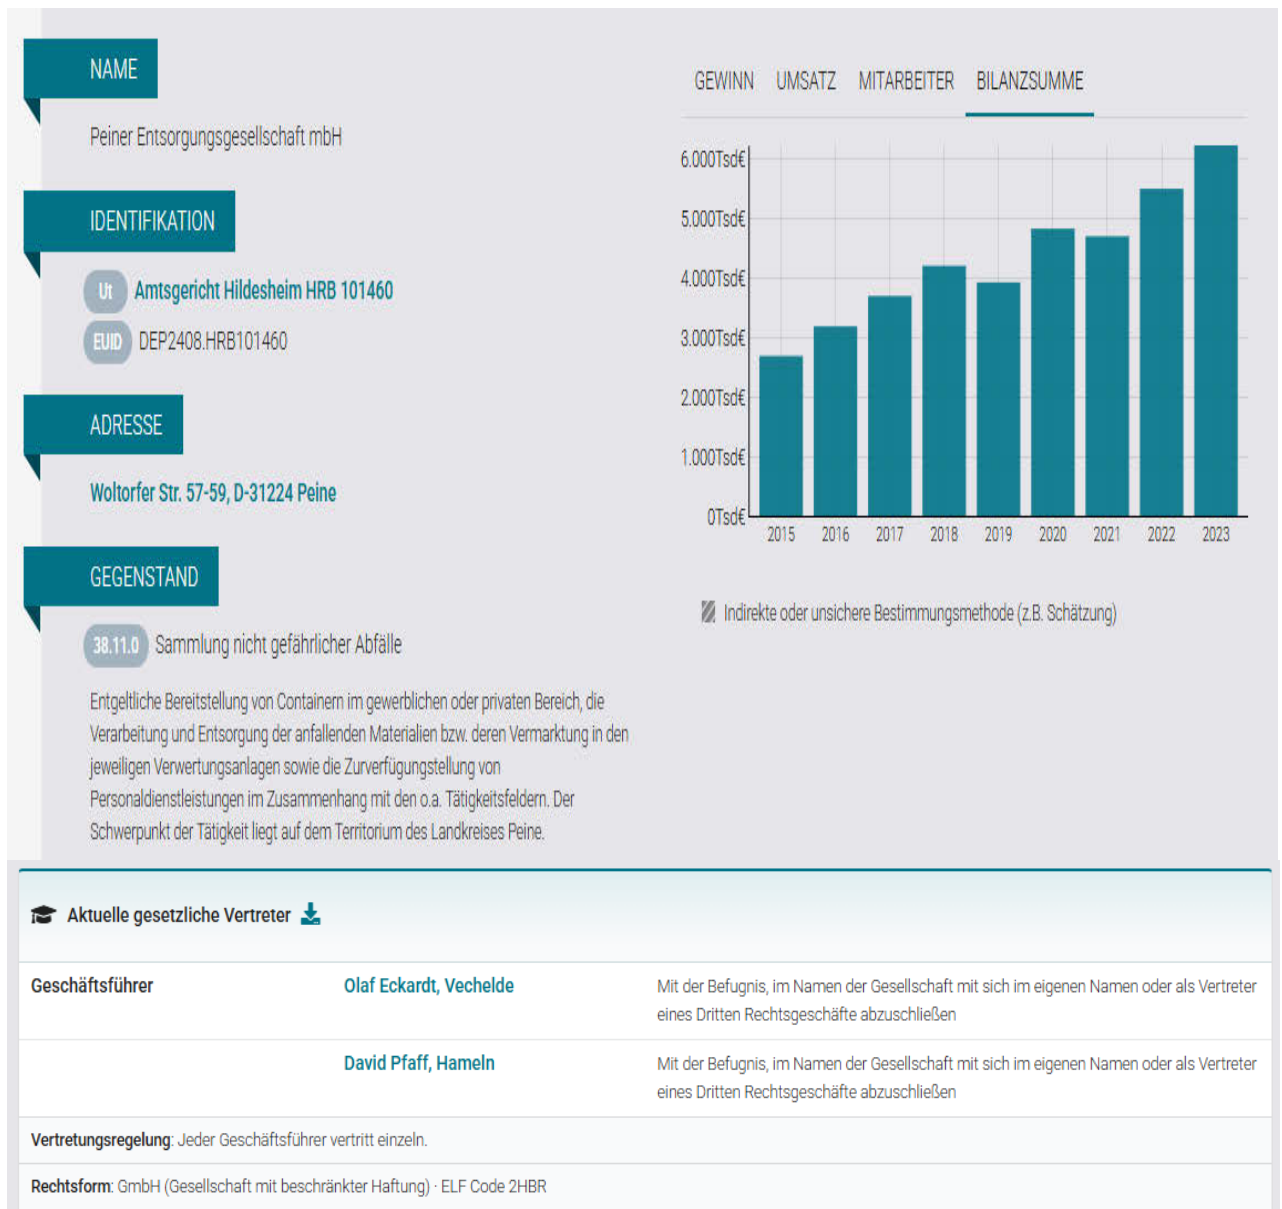 NAME
Peiner Entsorgungsgesellschaft mbH
IDENTIFIKATION
Ut Amtsgericht Hildesheim HRB 101460
EUID DEP2408.HRB101460
ADRESSE
Woltorfer Str. 57-59, D-31224 Peine
GEGENSTAND
38.11.0 Sammlung nicht gefährlicher Abfälle
Entgeltliche Bereitstellung von Containern im gewerblichen oder privaten Bereich, die
Verarbeitung und Entsorgung der anfallenden Materialien bzw. deren Vermarktung in den
jeweiligen Verwertungsanlagen sowie die Zurverfügungstellung von
Personaldienstleistungen im Zusammenhang mit den o.a. Tätigkeitsfeldern. Der
Schwerpunkt der Tätigkeit liegt auf dem Territorium des Landkreises Peine.
GEWINN UMSATZ MITARBEITER BILANZSUMME
6.000Tsd€
5.000Tsd€
4.000Tsd€
3.000Tsd€
2.000Tsd€
1.000Tsd€
0Tsd€
2015 2016 2017 2018 2019 2020 2021 2022 2023
Indirekte oder unsichere Bestimmungsmethode (z.B. Schätzung)
Aktuelle gesetzliche Vertreter
Geschäftsführer Olaf Eckardt, Vechelde Mit der Befugnis, im Namen der Gesellschaft mit sich im eigenen Namen oder als Vertreter
eines Dritten Rechtsgeschäfte abzuschließen
David Pfaff, Hameln Mit der Befugnis, im Namen der Gesellschaft mit sich im eigenen Namen oder als Vertreter
eines Dritten Rechtsgeschäfte abzuschließen
Vertretungsregelung: Jeder Geschäftsführer vertritt einzeln.
Rechtsform: GmbH (Gesellschaft mit beschränkter Haftung) · ELF Code 2HBR